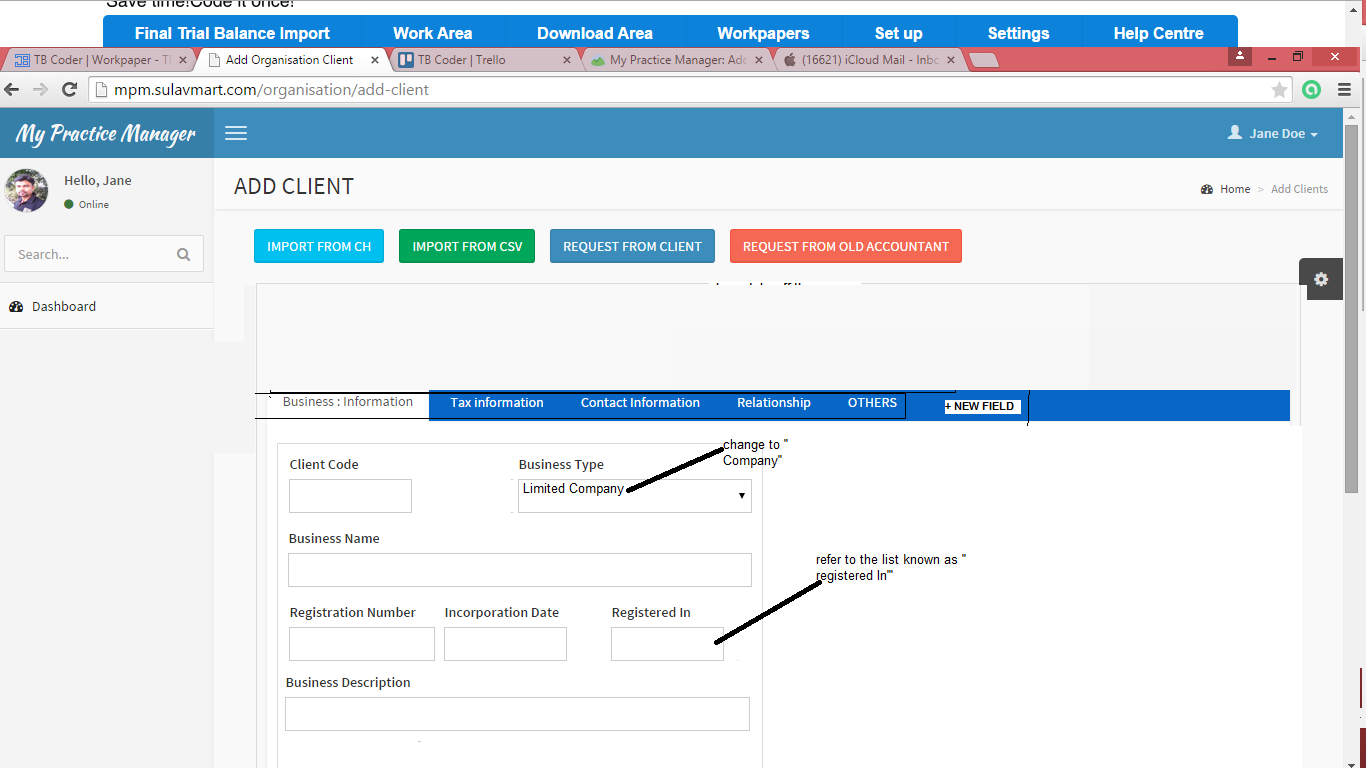 Save time!Code it once!
Final Trial Balance Import Work Area Download Area Workpapers Set up Settings Help Centre
TB Coder | Workpaper - T Add Organisation Client TB Coder | Trello My Practice Manager: Add (16621) iCloud Mail - Inbo
mpm.sulavmart.com/organisation/add-client
My Practice Manager Jane Doe
Hello, Jane
Online
ADD CLIENT
Home > Add Clients
Search...
IMPORT FROM CH IMPORT FROM CSV REQUEST FROM CLIENT REQUEST FROM OLD ACCOUNTANT
Dashboard
Business : Information Tax information Contact Information Relationship OTHERS + NEW FIELD
change to "
Company"
Client Code Business Type
Limited Company
Business Name
refer to the list known as "
registered In"
Registration Number Incorporation Date Registered In
Business Description